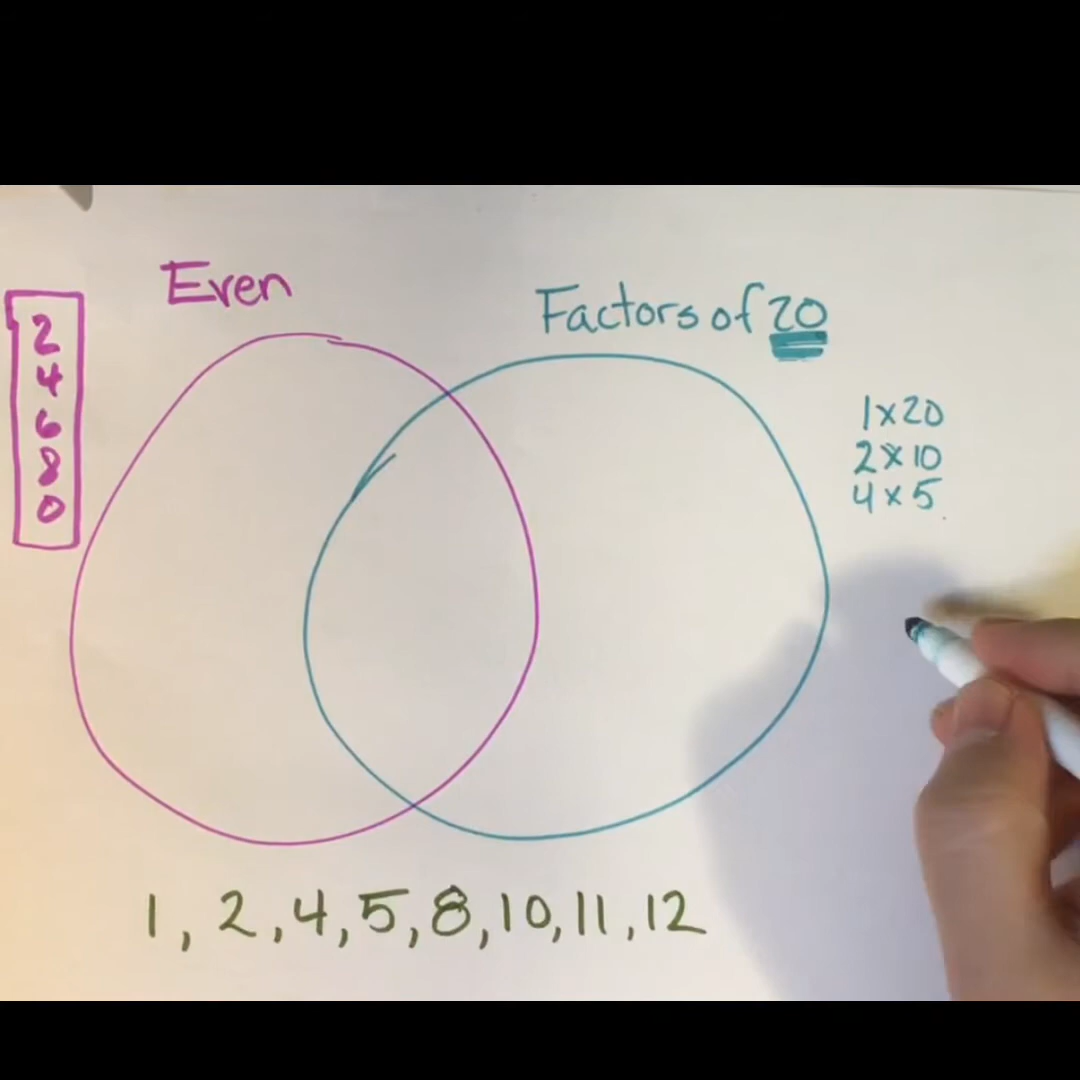 Even
Factors of 20
2
4
6
8
0
1x20
2x10
4x5
1, 2, 4, 5, 8, 10, 11, 12